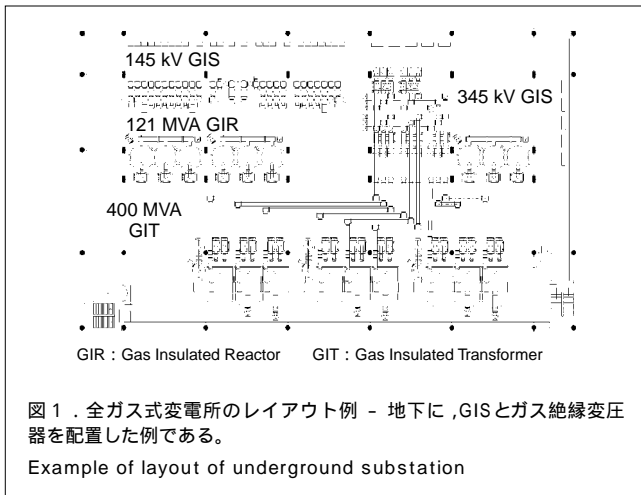 145 kV GIS
345 kV GIS
121 MVA GIR
400 MVA
GIT
GIR : Gas Insulated Reactor GIT : Gas Insulated Transformer
図1．全ガス式変電所のレイアウト例 － 地下に，GISとガス絶縁変圧
器を配置した例である。
Example of layout of underground substation